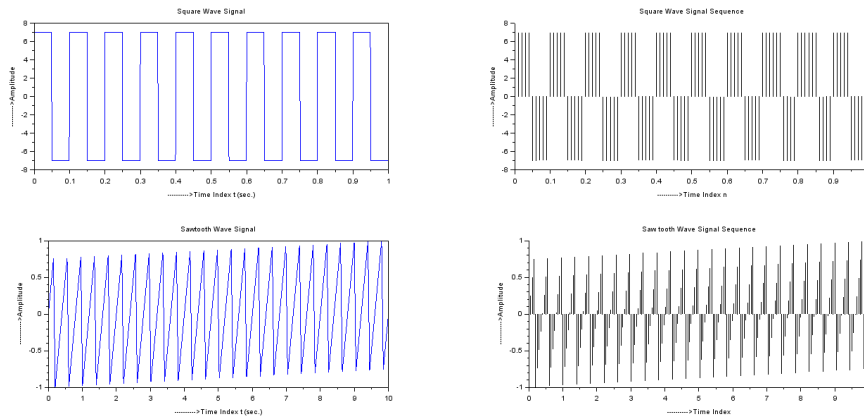 Square Wave Signal
8
6
4
2
0
-2
-4
-6
-8
--------->Amplitude
0 0.1 0.2 0.3 0.4 0.5 0.6 0.7 0.8 0.9 1
--------->Time Index t (sec.)
Square Wave Signal Sequence
8
6
4
2
0
-2
-4
-6
-8
--------->Amplitude
0 0.1 0.2 0.3 0.4 0.5 0.6 0.7 0.8 0.9
--------->Time Index n
Sawtooth Wave Signal
1
0.5
0
-0.5
-1
--------->Amplitude
0 1 2 3 4 5 6 7 8 9 10
--------->Time Index t (sec.)
Saw tooth Wave Signal Sequence
1
0.5
0
-0.5
-1
--------->Amplitude
0 1 2 3 4 5 6 7 8 9
--------->Time Index